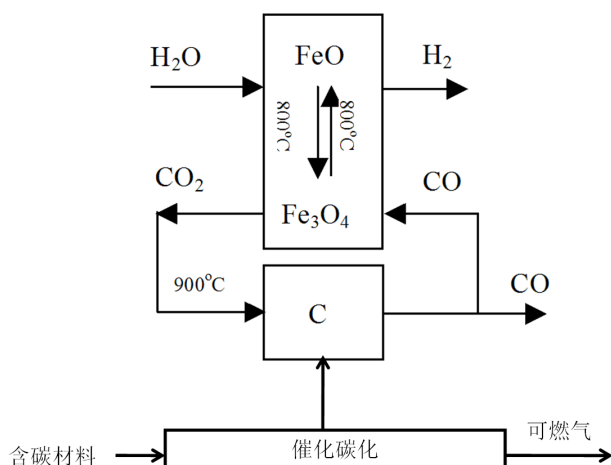 H₂O FeO H₂
800°C 800°C
CO₂ Fe₃O₄ CO
900°C C CO
含碳材料 催化碳化 可燃气